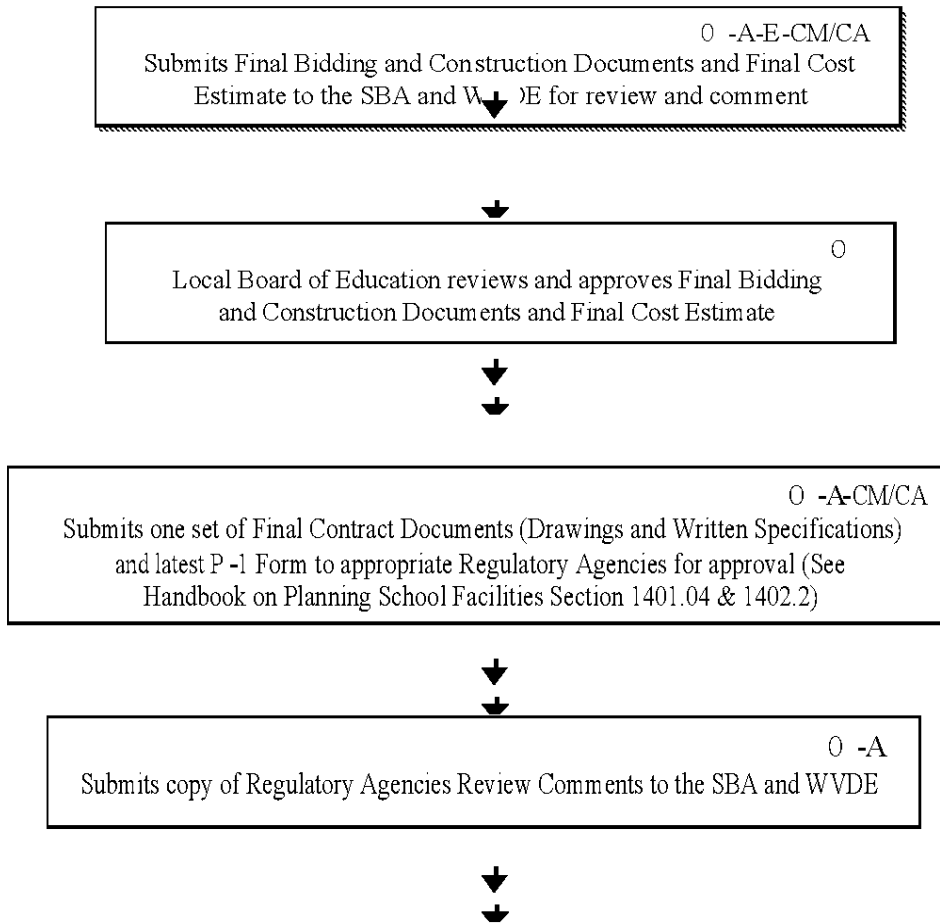 O -A-E-CM/CA
Submits Final Bidding and Construction Documents and Final Cost
Estimate to the SBA and for review and comment
O
Local Board of Education reviews and approves Final Bidding
and Construction Documents and Final Cost Estimate
O -A-CM/CA
Submits one set of Final Contract Documents (Drawings and Written Specifications)
and latest P -1 Form to appropriate Regulatory Agencies for approval (See
Handbook on Planning School Facilities Section 1401.04 & 1402.2)
O -A
Submits copy of Regulatory Agencies Review Comments to the SBA and WVDE